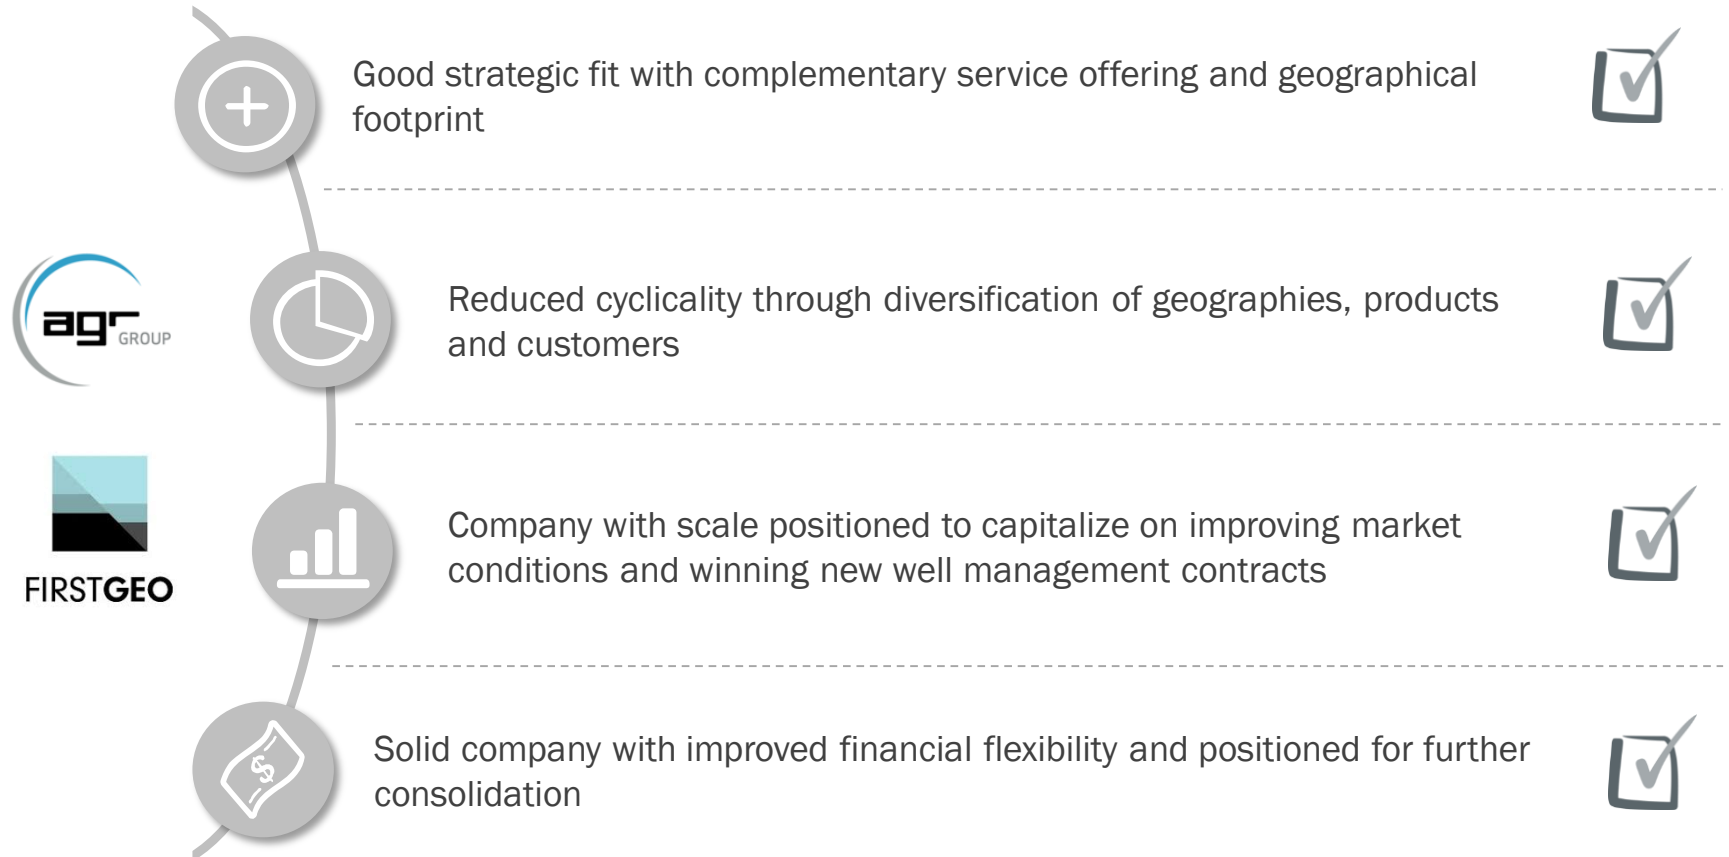 Good strategic fit with complementary service offering and geographical
footprint
agr
GROUP
Reduced cyclicality through diversification of geographies, products
and customers
FIRSTGEO
Company with scale positioned to capitalize on improving market
conditions and winning new well management contracts
$
Solid company with improved financial flexibility and positioned for further
consolidation